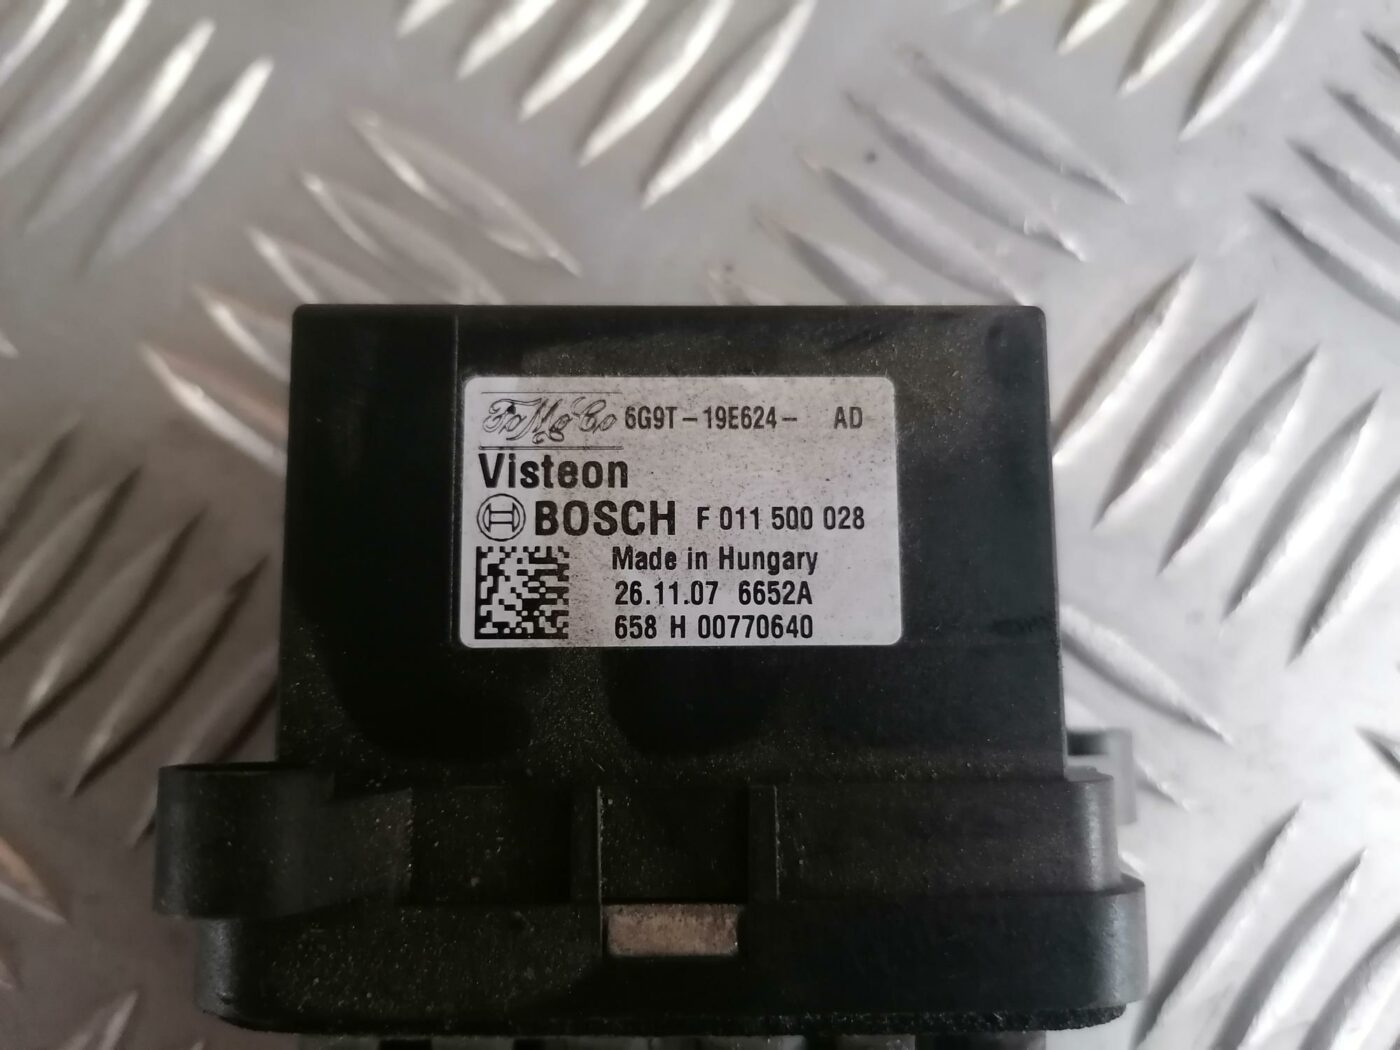 FoMoCo 6G9T-19E624- AD
Visteon
BOSCH F 011 500 028
Made in Hungary
26.11.07 6652A
658 H 00770640